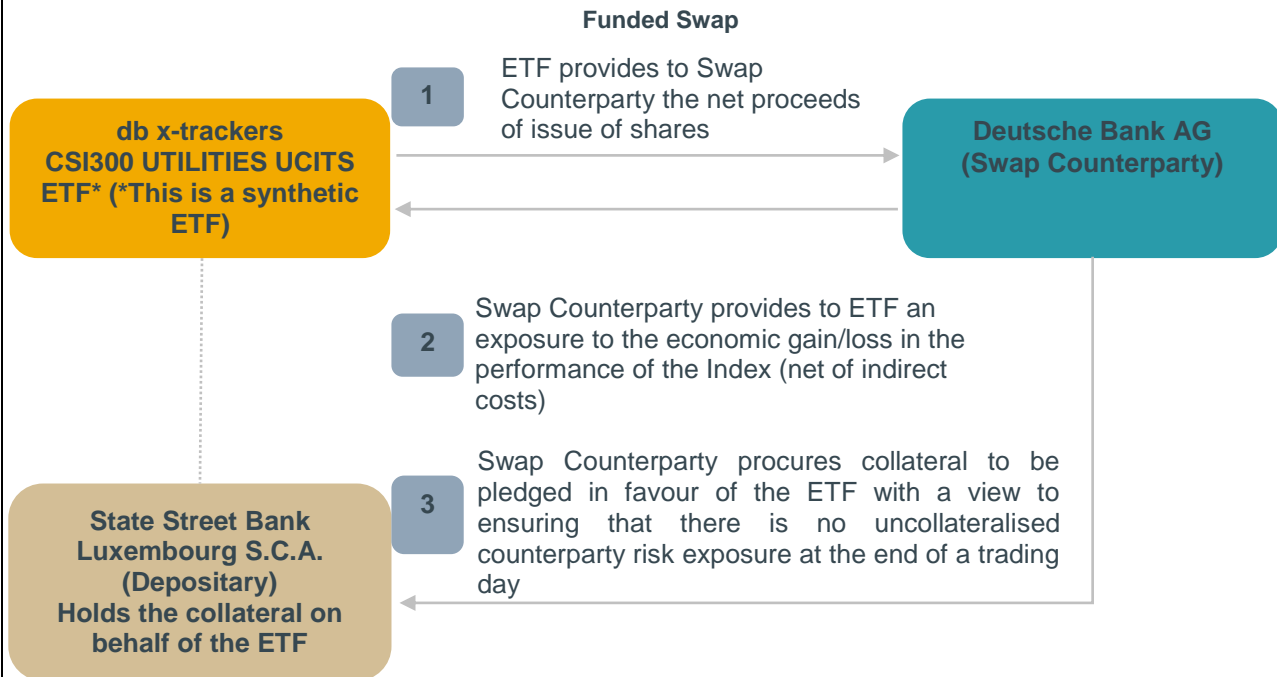 Funded Swap
1
ETF provides to Swap
Counterparty the net proceeds
of issue of shares
db x-trackers
CSI300 UTILITIES UCITS
ETF* (*This is a synthetic
ETF)
Deutsche Bank AG
(Swap Counterparty)
2
Swap Counterparty provides to ETF an
exposure to the economic gain/loss in the
performance of the Index (net of indirect
costs)
3
Swap Counterparty procures collateral to be
pledged in favour of the ETF with a view to
ensuring that there is no uncollateralised
counterparty risk exposure at the end of a trading
day
State Street Bank
Luxembourg S.C.A.
(Depositary)
Holds the collateral on
behalf of the ETF